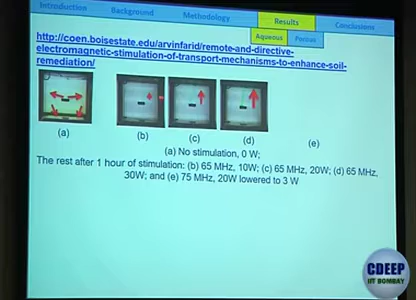 Introduction
Background
Methodology
Results
Conclusions
Aqueous
Porous
http://coen.boisestate.edu/arvinfarid/remote-and-directive-
electromagnetic-stimulation-of-transport-mechanisms-to-enhance-soil-
remediation/
(a)
(b)
(c)
(d)
(e)
(a) No stimulation, 0 W;
The rest after 1 hour of stimulation: (b) 65 MHz, 10W; (c) 65 MHz, 20W; (d) 65 MHz,
30W; and (e) 75 MHz, 20W lowered to 3 W
CDEEP
IIT BOMBAY